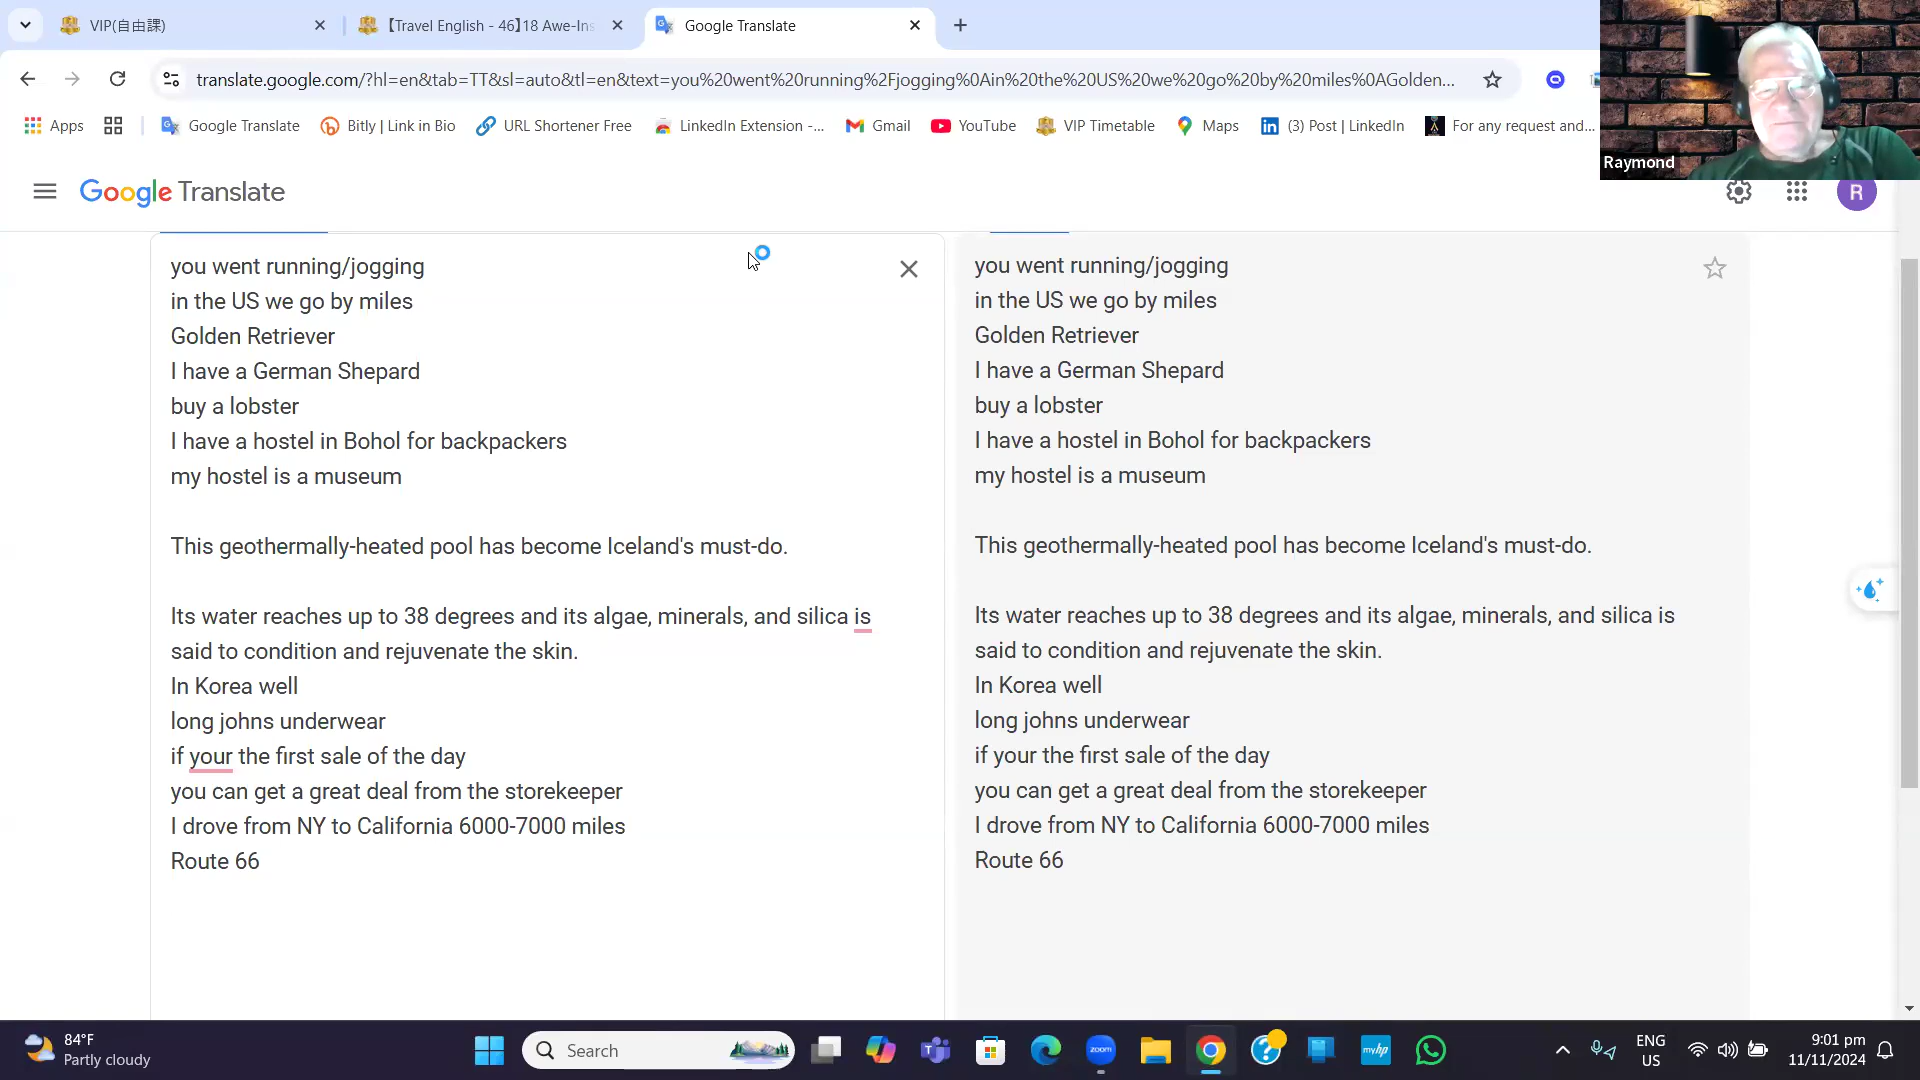 VIP(自由課)
【Travel English - 46】18 Awe-Ins
Google Translate
translate.google.com/?hl=en&tab=TT&sl=auto&tl=en&text=you%20went%20running%2Fjogging%0Ain%20the%20US%20we%20go%20by%20miles%0AGolden...
Apps
Google Translate
Bitly | Link in Bio
URL Shortener Free
LinkedIn Extension -...
Gmail
YouTube
VIP Timetable
Maps
(3) Post | LinkedIn
For any request and...
Raymond
Google Translate
R
you went running/jogging
in the US we go by miles
Golden Retriever
I have a German Shepard
buy a lobster
I have a hostel in Bohol for backpackers
my hostel is a museum
This geothermally-heated pool has become Iceland's must-do.
Its water reaches up to 38 degrees and its algae, minerals, and silica is
said to condition and rejuvenate the skin.
In Korea well
long johns underwear
if your the first sale of the day
you can get a great deal from the storekeeper
I drove from NY to California 6000-7000 miles
Route 66
you went running/jogging
in the US we go by miles
Golden Retriever
I have a German Shepard
buy a lobster
I have a hostel in Bohol for backpackers
my hostel is a museum
This geothermally-heated pool has become Iceland's must-do.
Its water reaches up to 38 degrees and its algae, minerals, and silica is
said to condition and rejuvenate the skin.
In Korea well
long johns underwear
if your the first sale of the day
you can get a great deal from the storekeeper
I drove from NY to California 6000-7000 miles
Route 66
84°F
Partly cloudy
Search
zoom
myhp
ENG
US
9:01 pm
11/11/2024